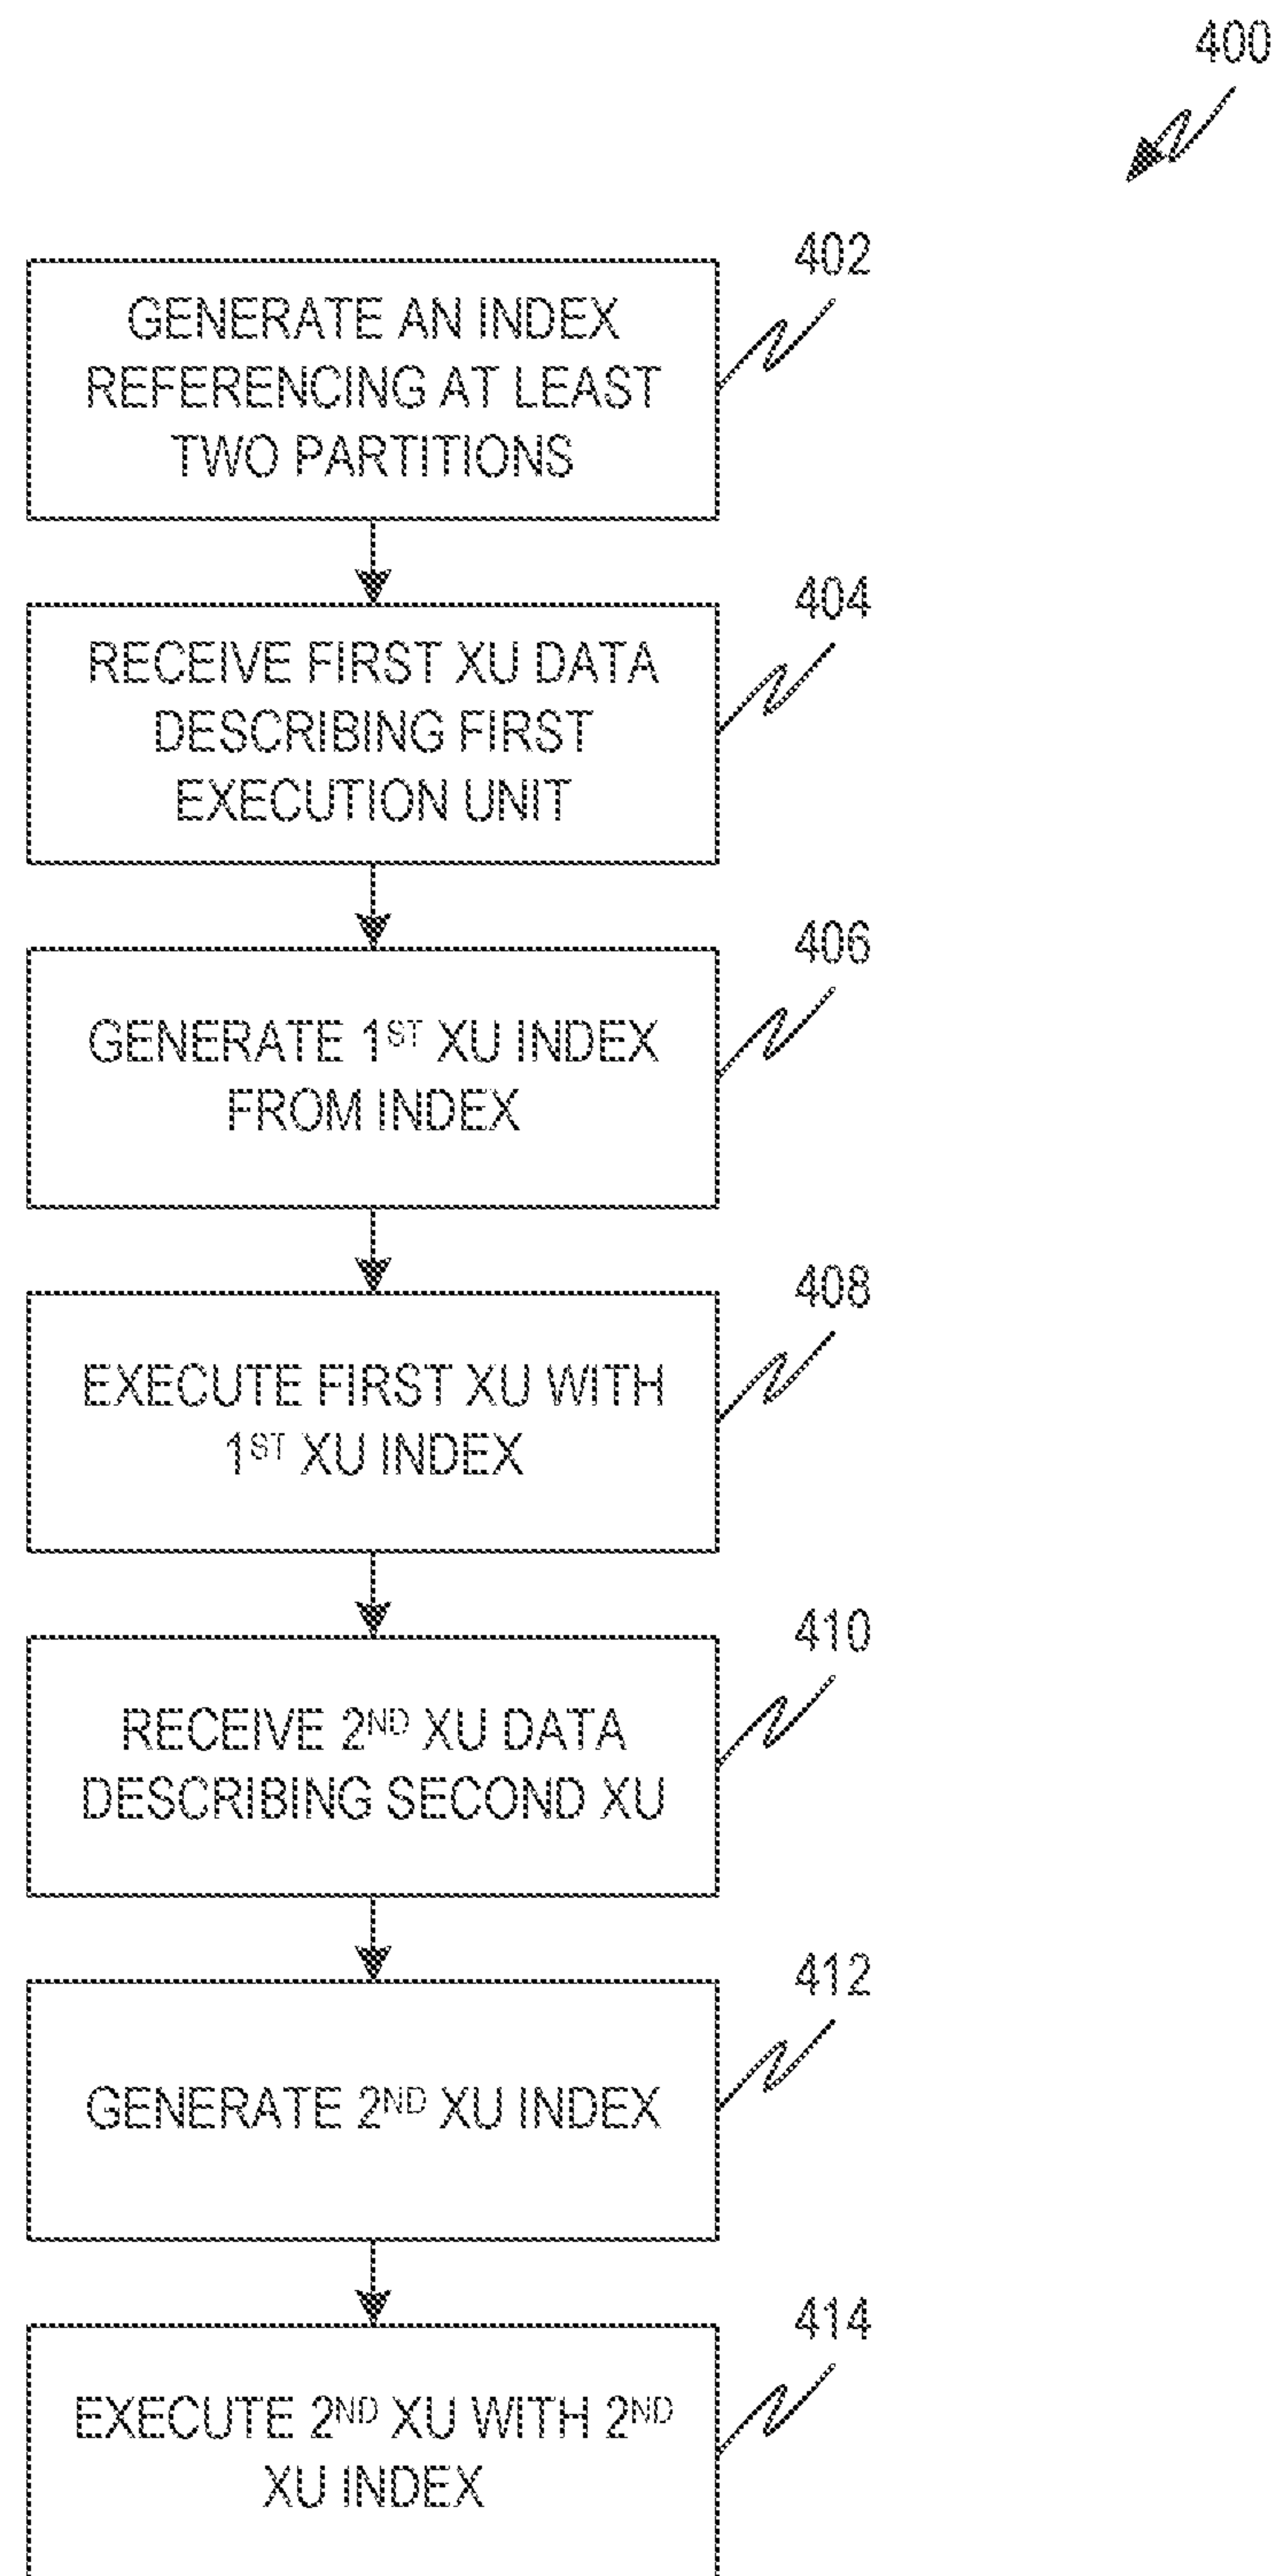 400
402
GENERATE AN INDEX
REFERENCING AT LEAST
TWO PARTITIONS
404
RECEIVE FIRST XU DATA
DESCRIBING FIRST
EXECUTION UNIT
406
GENERATE 1ST XU INDEX
FROM INDEX
408
EXECUTE FIRST XU WITH
1ST XU INDEX
410
RECEIVE 2ND XU DATA
DESCRIBING SECOND XU
412
GENERATE 2ND XU INDEX
414
EXECUTE 2ND XU WITH 2ND
XU INDEX